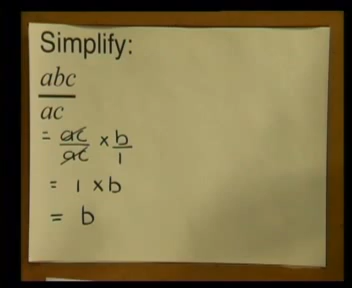 Simplify:
abc
ac
= ac/ac × b/1
= 1 × b
= b